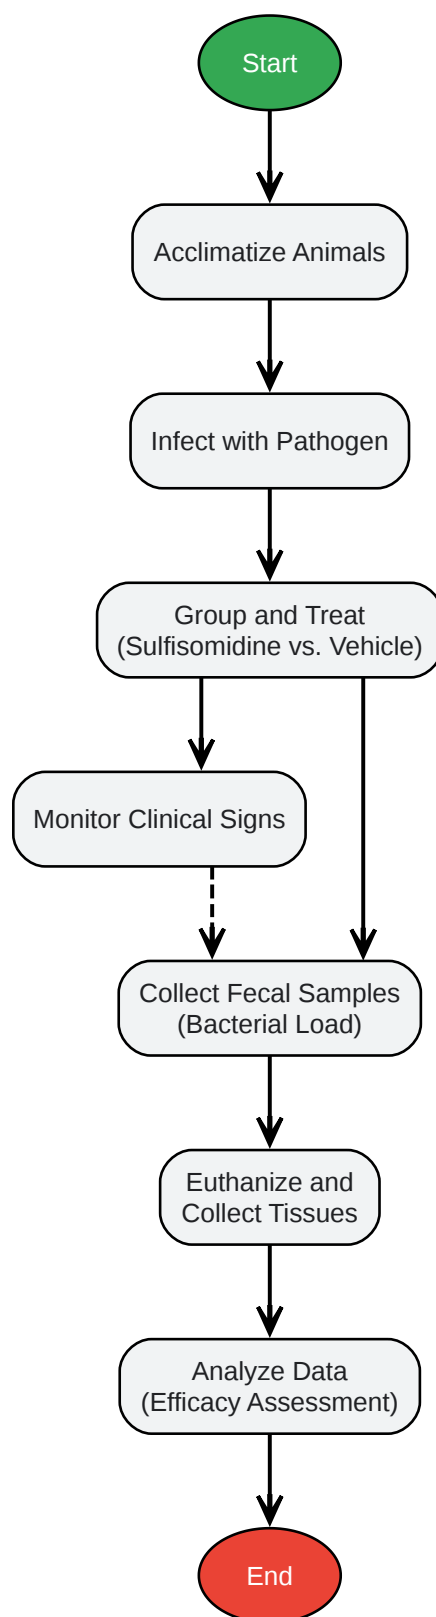 Start
Acclimatize Animals
Infect with Pathogen
Group and Treat
(Sulfisomidine vs. Vehicle)
Monitor Clinical Signs
Collect Fecal Samples
(Bacterial Load)
Euthanize and
Collect Tissues
Analyze Data
(Efficacy Assessment)
End